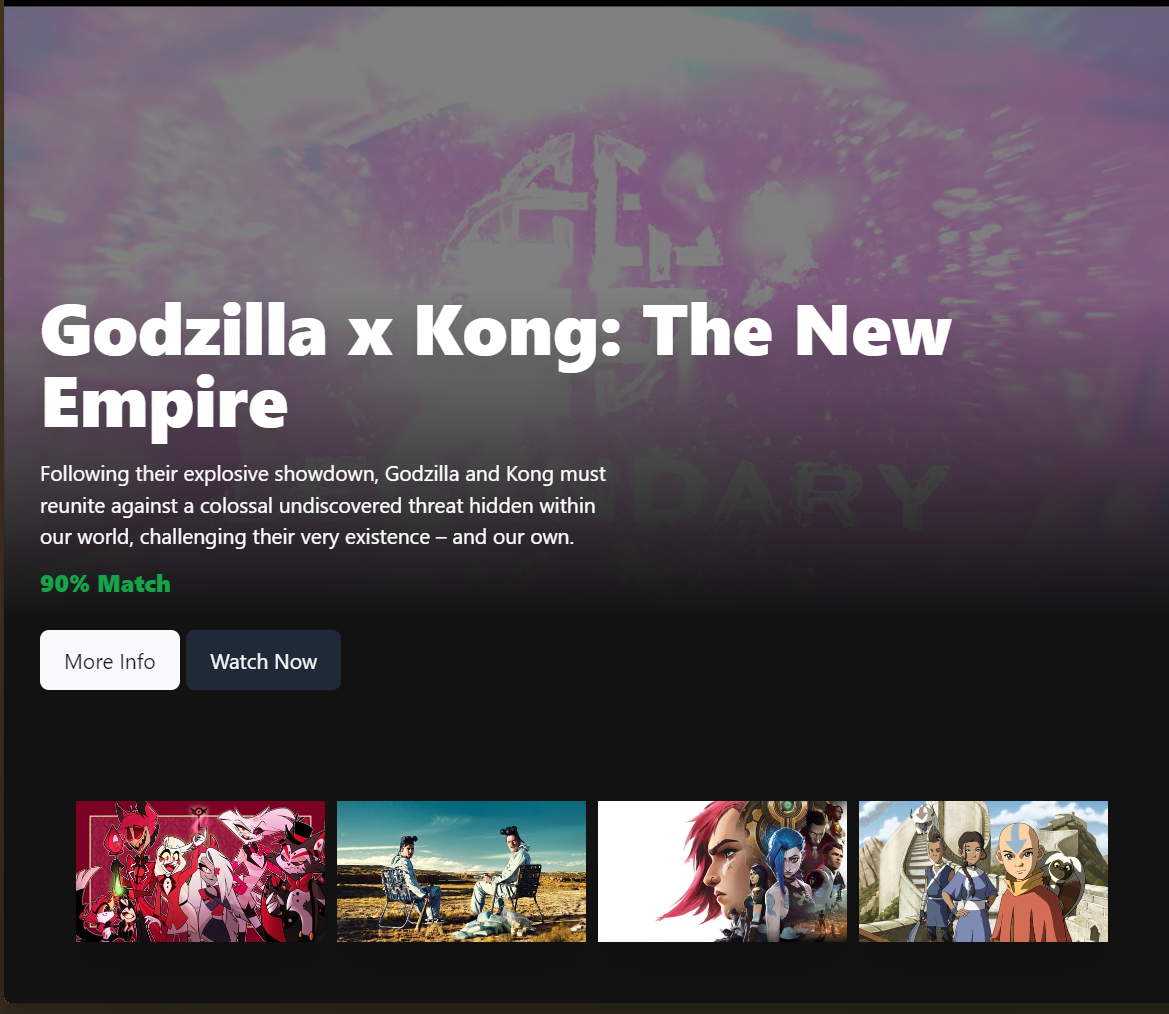 Godzilla x Kong: The New
Empire
Following their explosive showdown, Godzilla and Kong must
reunite against a colossal undiscovered threat hidden within
our world, challenging their very existence – and our own.
90% Match
More Info
Watch Now